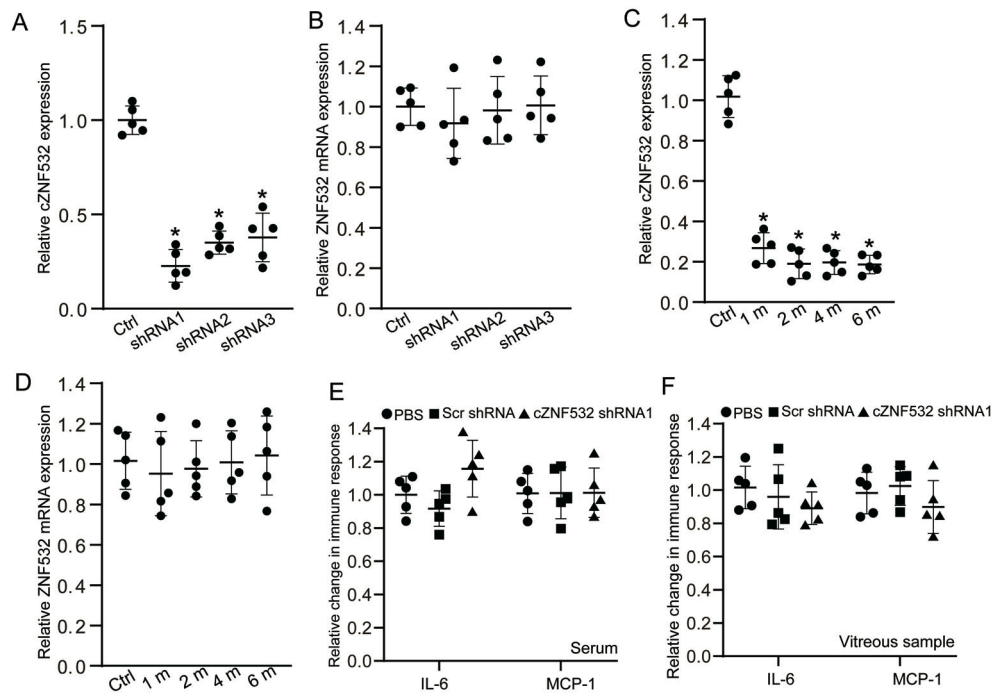 A
Relative cZNF532 expression
1.5
1.0
0.5
0.0
*
*
*
Ctrl
shRNA1
shRNA2
shRNA3
B
Relative ZNF532 mRNA expression
1.4
1.2
1.0
0.8
0.6
0.4
0.2
0.0
Ctrl
shRNA1
shRNA2
shRNA3
C
Relative cZNF532 expression
1.4
1.2
1.0
0.8
0.6
0.4
0.2
0.0
*
*
*
*
Ctrl
1 m
2 m
4 m
6 m
D
Relative ZNF532 mRNA expression
1.4
1.2
1.0
0.8
0.6
0.4
0.2
0.0
Ctrl
1 m
2 m
4 m
6 m
E
PBS Scr shRNA cZNF532 shRNA1
Relative change in immune response
1.4
1.2
1.0
0.8
0.6
0.4
0.2
0.0
Serum
IL-6
MCP-1
F
PBS Scr shRNA cZNF532 shRNA1
Relative change in immune response
1.4
1.2
1.0
0.8
0.6
0.4
0.2
0.0
Vitreous sample
IL-6
MCP-1